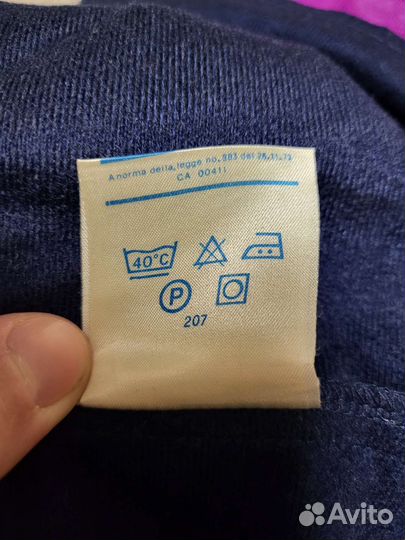 A norma della legge no. 883 del 26.11.73
CA 00411
40°C
P
207
Avito